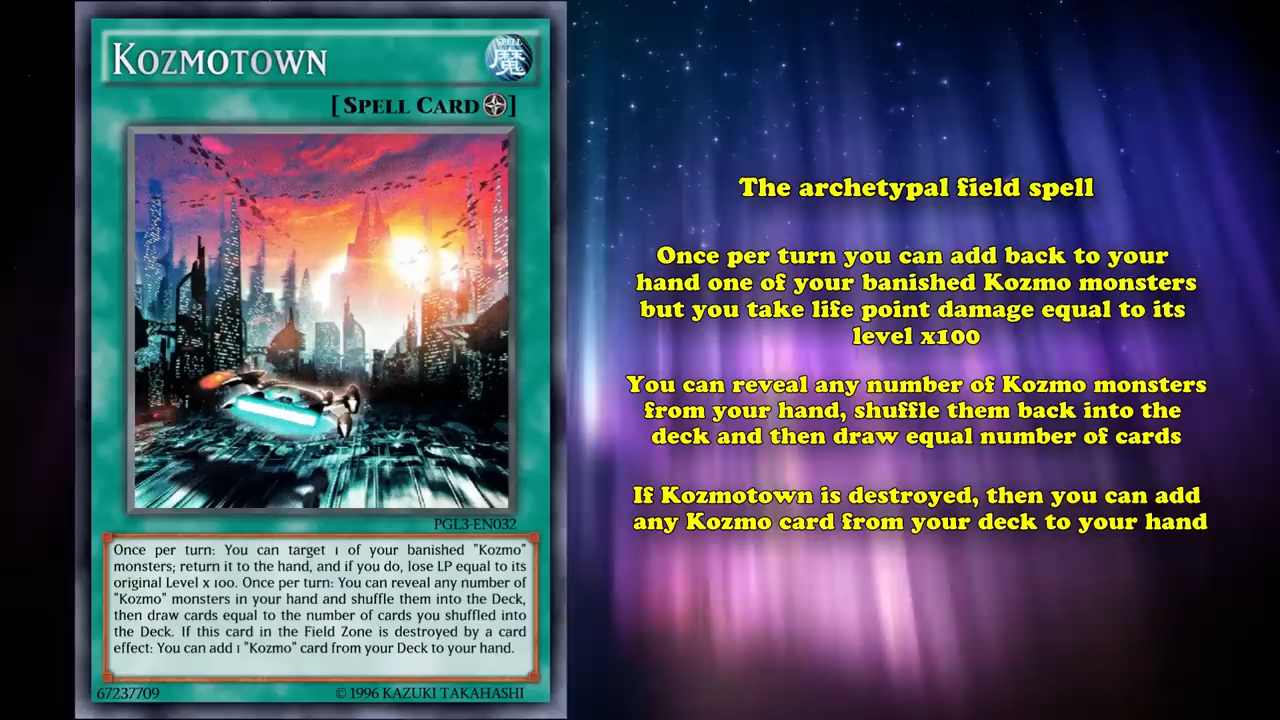 KOZMOTOWN
SPELL
魔
[SPELL CARD]
PGL3-EN032
Once per turn: You can target 1 of your banished "Kozmo"
monsters; return it to the hand, and if you do, lose LP equal to its
original Level x 100. Once per turn: You can reveal any number of
"Kozmo" monsters in your hand and shuffle them into the Deck,
then draw cards equal to the number of cards you shuffled into
the Deck. If this card in the Field Zone is destroyed by a card
effect: You can add 1 "Kozmo" card from your Deck to your hand.
67237709
© 1996 KAZUKI TAKAHASHI
The archetypal field spell
Once per turn you can add back to your
hand one of your banished Kozmo monsters
but you take life point damage equal to its
level x100
You can reveal any number of Kozmo monsters
from your hand, shuffle them back into the
deck and then draw equal number of cards
If Kozmotown is destroyed, then you can add
any Kozmo card from your deck to your hand